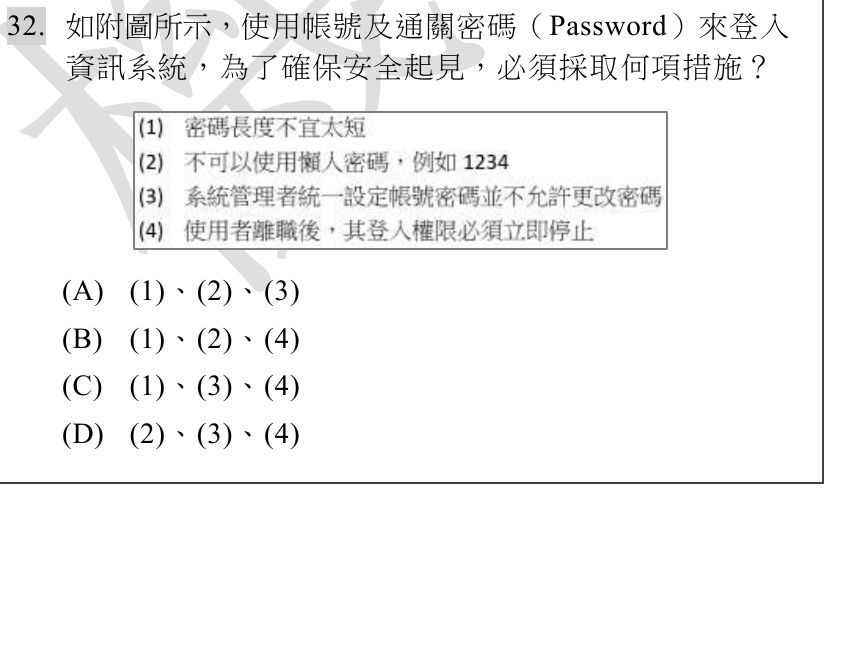 32. 如附圖所示，使用帳號及通關密碼（Password）來登入
資訊系統，為了確保安全起見，必須採取何項措施？
(1) 密碼長度不宜太短
(2) 不可以使用懶人密碼，例如 1234
(3) 系統管理者統一設定帳號密碼並不允許更改密碼
(4) 使用者離職後，其登入權限必須立即停止
(A) (1)、(2)、(3)
(B) (1)、(2)、(4)
(C) (1)、(3)、(4)
(D) (2)、(3)、(4)